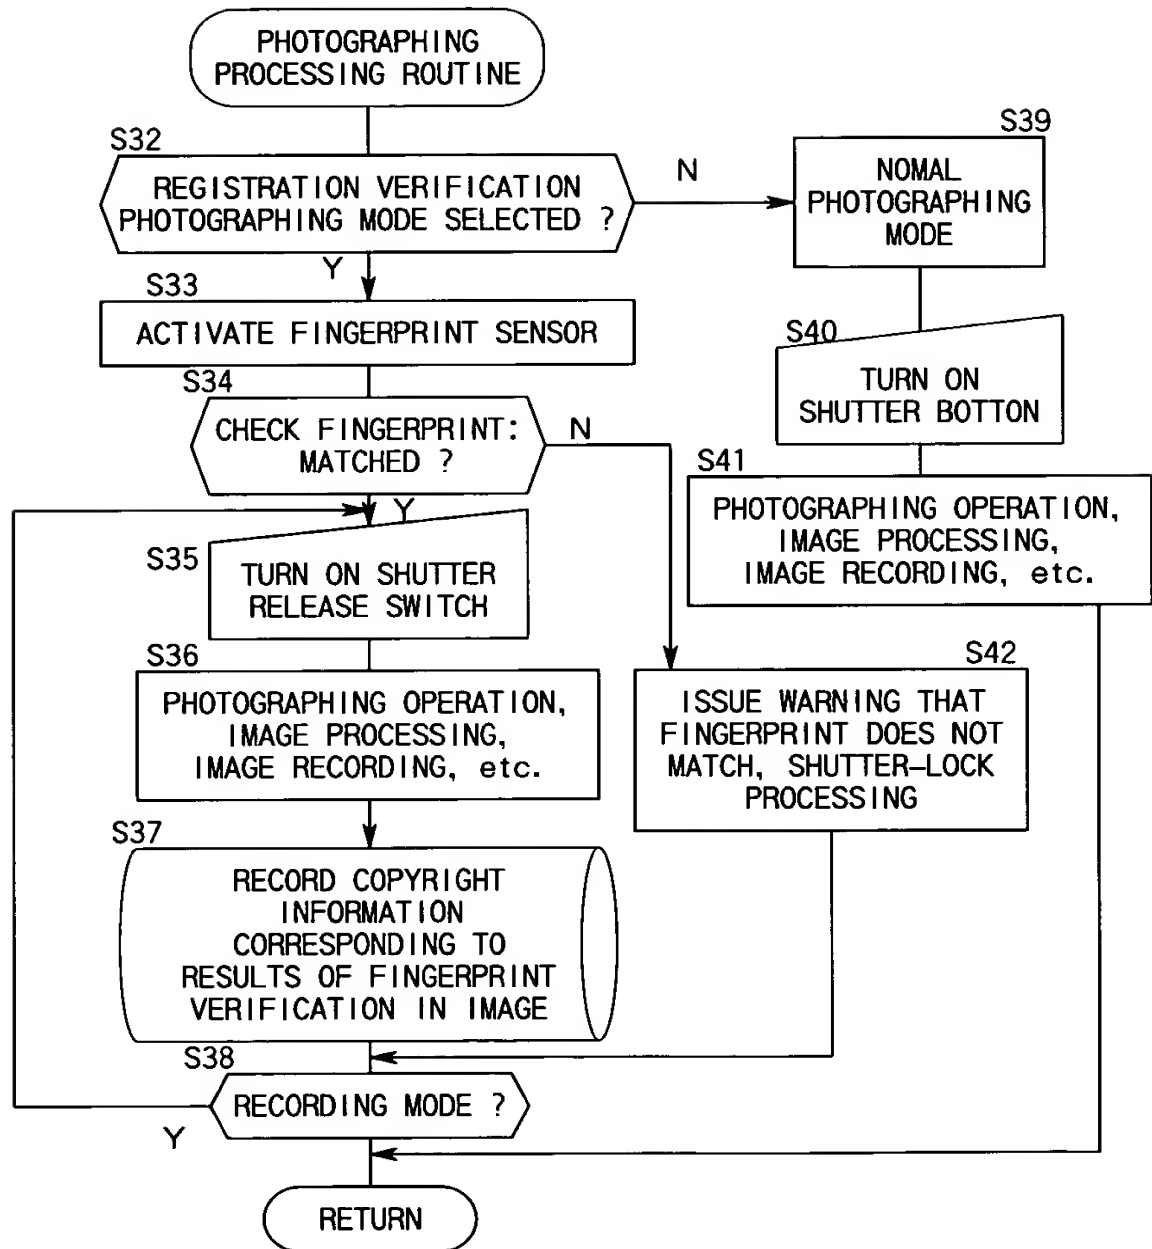 PHOTOGRAPHING
PROCESSING ROUTINE
S32
REGISTRATION VERIFICATION
PHOTOGRAPHING MODE SELECTED ?
N
Y
S39
NOMAL
PHOTOGRAPHING
MODE
S33
ACTIVATE FINGERPRINT SENSOR
S40
TURN ON
SHUTTER BOTTON
S34
CHECK FINGERPRINT:
MATCHED ?
N
Y
S41
PHOTOGRAPHING OPERATION,
IMAGE PROCESSING,
IMAGE RECORDING, etc.
S35
TURN ON SHUTTER
RELEASE SWITCH
S36
PHOTOGRAPHING OPERATION,
IMAGE PROCESSING,
IMAGE RECORDING, etc.
S42
ISSUE WARNING THAT
FINGERPRINT DOES NOT
MATCH, SHUTTER-LOCK
PROCESSING
S37
RECORD COPYRIGHT
INFORMATION
CORRESPONDING TO
RESULTS OF FINGERPRINT
VERIFICATION IN IMAGE
S38
RECORDING MODE ?
Y
RETURN